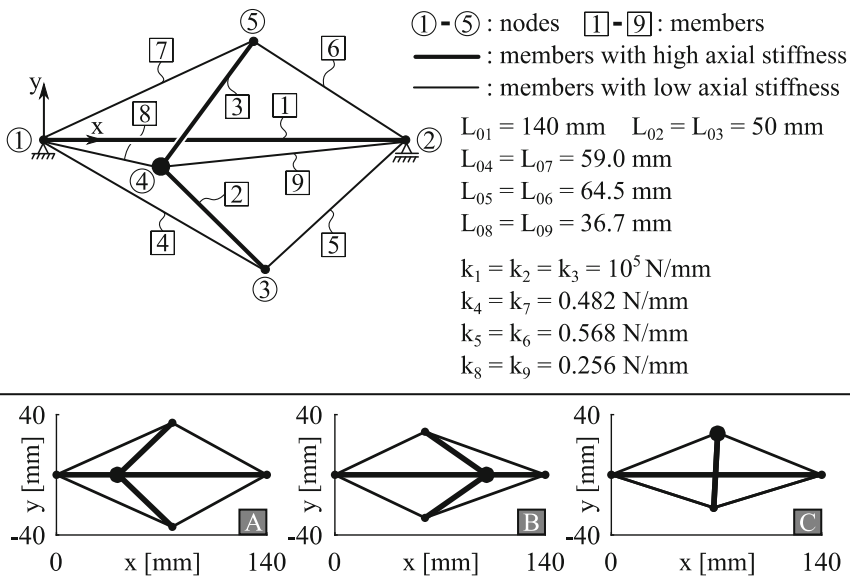 ⑤
①-⑤ : nodes 1 - 9 : members
7
6
: members with high axial stiffness
y
3
: members with low axial stiffness
8
1
x
①
②
L₀₁ = 140 mm L₀₂ = L₀₃ = 50 mm
④
9
L₀₄ = L₀₇ = 59.0 mm
2
L₀₅ = L₀₆ = 64.5 mm
4
5
L₀₈ = L₀₉ = 36.7 mm
③
k₁ = k₂ = k₃ = 10⁵ N/mm
k₄ = k₇ = 0.482 N/mm
k₅ = k₆ = 0.568 N/mm
k₈ = k₉ = 0.256 N/mm
40
y [mm]
-40
A
0
x [mm]
140
40
y [mm]
-40
B
0
x [mm]
140
40
y [mm]
-40
C
0
x [mm]
140